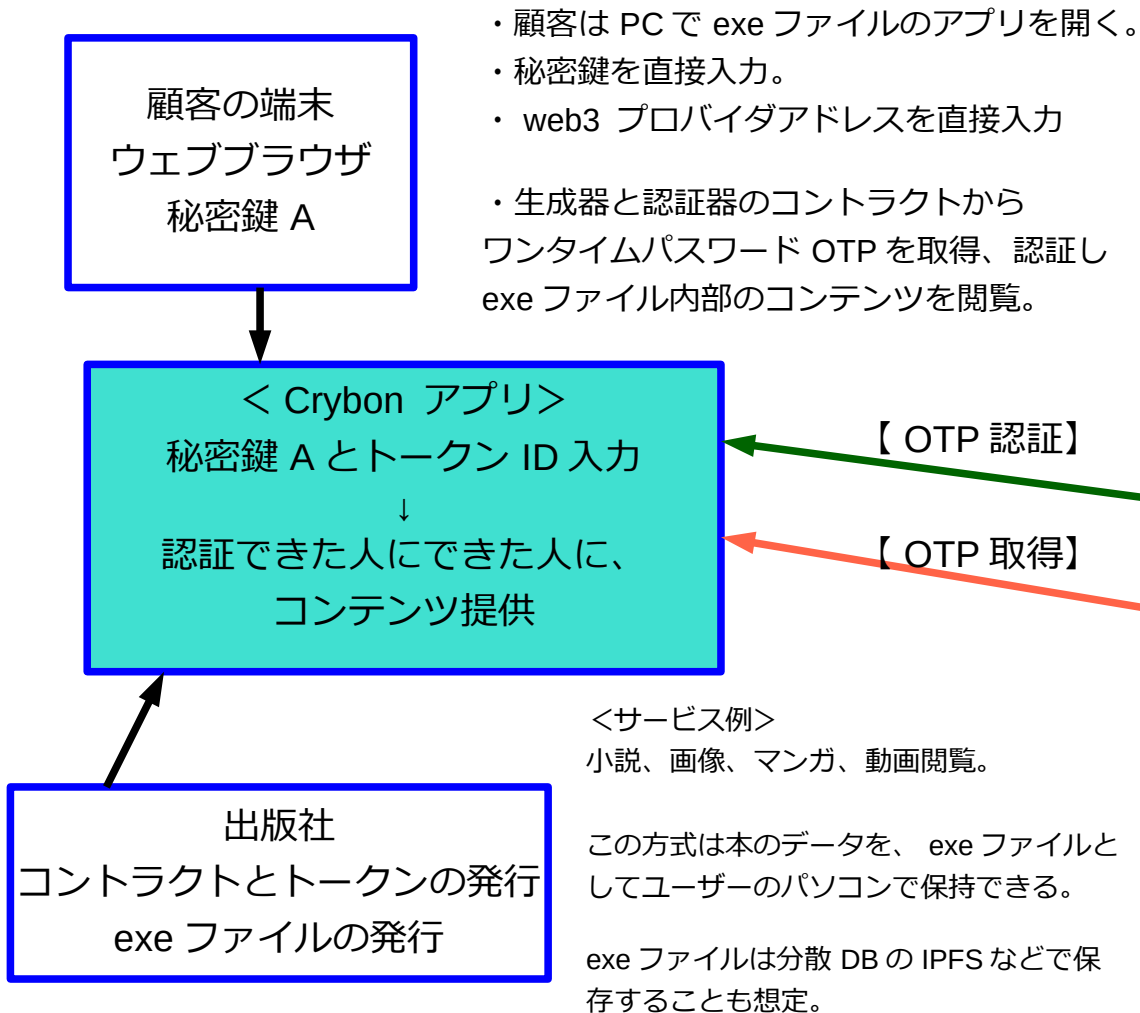 ・顧客は PC で exe ファイルのアプリを開く。
・秘密鍵を直接入力。
・ web3 プロバイダアドレスを直接入力
・生成器と認証器のコントラクトから
ワンタイムパスワード OTP を取得、認証し
exe ファイル内部のコンテンツを閲覧。
顧客の端末
ウェブブラウザ
秘密鍵 A
＜ Crybon アプリ＞
秘密鍵 A とトークン ID 入力
↓
認証できた人にできた人に、
コンテンツ提供
【 OTP 認証】
【 OTP 取得】
出版社
コントラクトとトークンの発行
exe ファイルの発行
＜サービス例＞
小説、画像、マンガ、動画閲覧。
この方式は本のデータを、 exe ファイルと
してユーザーのパソコンで保持できる。
exe ファイルは分散 DB の IPFS などで保
存することも想定。